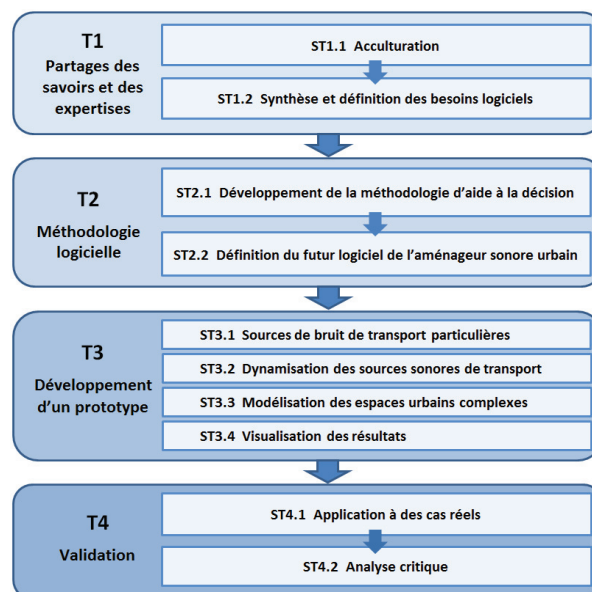 T1
Partages des
savoirs et des
expertises
ST1.1 Acculturation
ST1.2 Synthèse et définition des besoins logiciels
T2
Méthodologie
logicielle
ST2.1 Développement de la méthodologie d'aide à la décision
ST2.2 Définition du futur logiciel de l'aménageur sonore urbain
T3
Développement
d'un prototype
ST3.1 Sources de bruit de transport particulières
ST3.2 Dynamisation des sources sonores de transport
ST3.3 Modélisation des espaces urbains complexes
ST3.4 Visualisation des résultats
T4
Validation
ST4.1 Application à des cas réels
ST4.2 Analyse critique